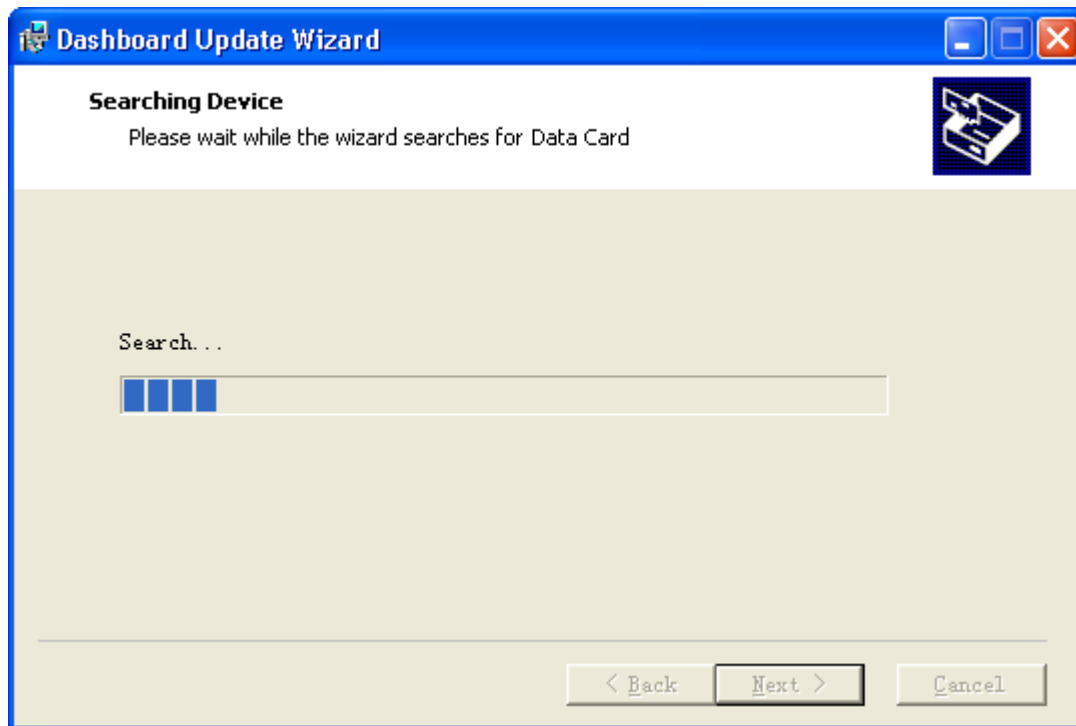 Dashboard Update Wizard
Searching Device
Please wait while the wizard searches for Data Card
Search...
< Back
Next >
Cancel